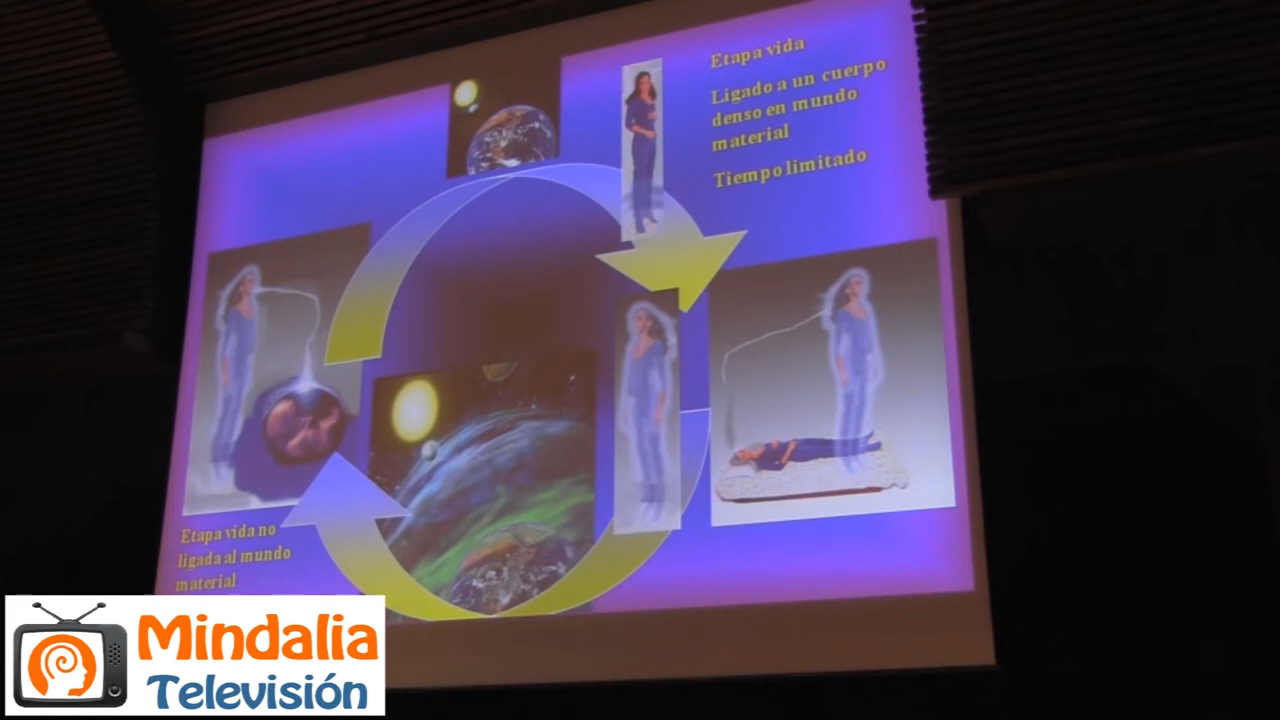 Etapa vida
Ligado a un cuerpo
denso en mundo
material
Tiempo limitado
Etapa vida no
ligada al mundo
material
Mindalia
Televisión